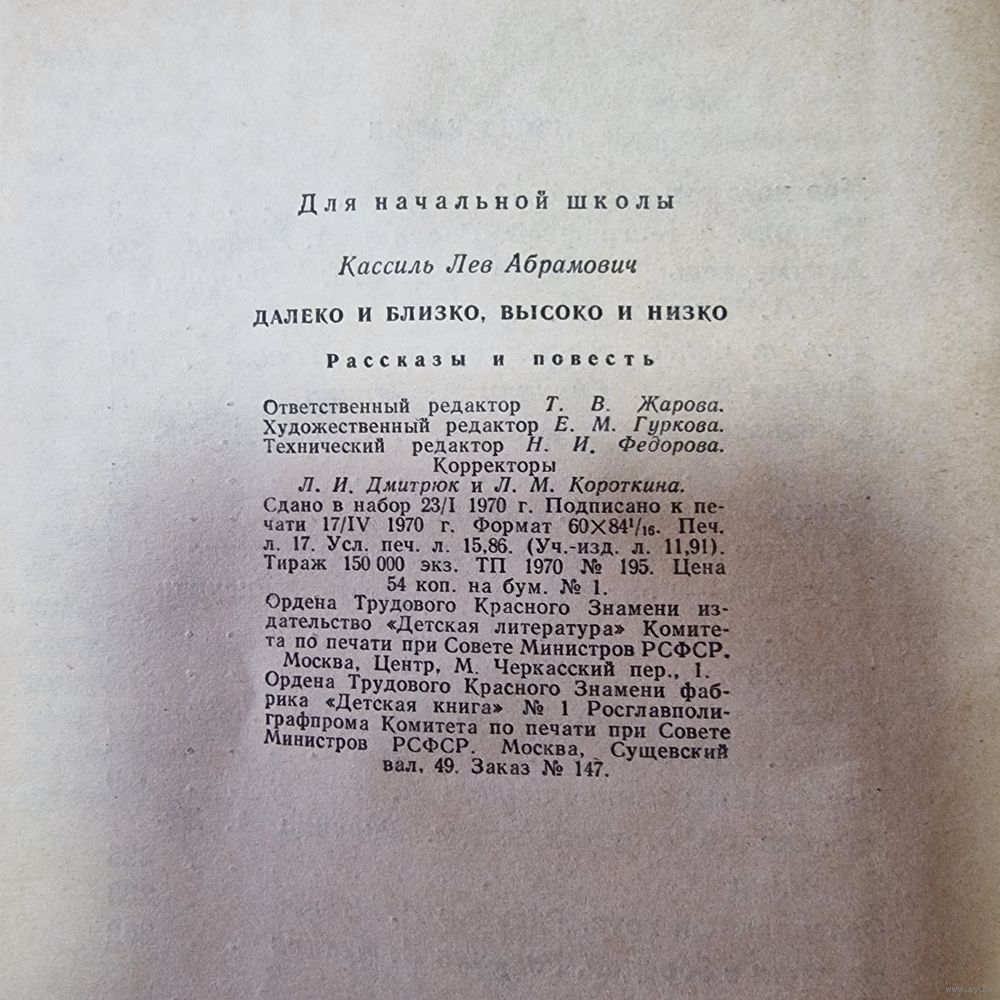 Для начальной школы
Кассиль Лев Абрамович
ДАЛЕКО И БЛИЗКО, ВЫСОКО И НИЗКО
Рассказы и повесть
Ответственный редактор Т. В. Жарова.
Художественный редактор Е. М. Гуркова.
Технический редактор Н. И. Федорова.
Корректоры
Л. И. Дмитрюк и Л. М. Короткина.
Сдано в набор 23/I 1970 г. Подписано к пе-
чати 17/IV 1970 г. Формат 60×84¹/₁₆. Печ.
л. 17. Усл. печ. л. 15,86. (Уч.-изд. л. 11,91).
Тираж 150 000 экз. ТП 1970 № 195. Цена
54 коп. на бум. № 1.
Ордена Трудового Красного Знамени из-
дательство «Детская литература» Комите-
та по печати при Совете Министров РСФСР.
Москва, Центр, М. Черкасский пер., 1.
Ордена Трудового Красного Знамени фаб-
рика «Детская книга» № 1 Росглавполи-
графпрома Комитета по печати при Совете
Министров РСФСР. Москва, Сущевский
вал, 49. Заказ № 147.